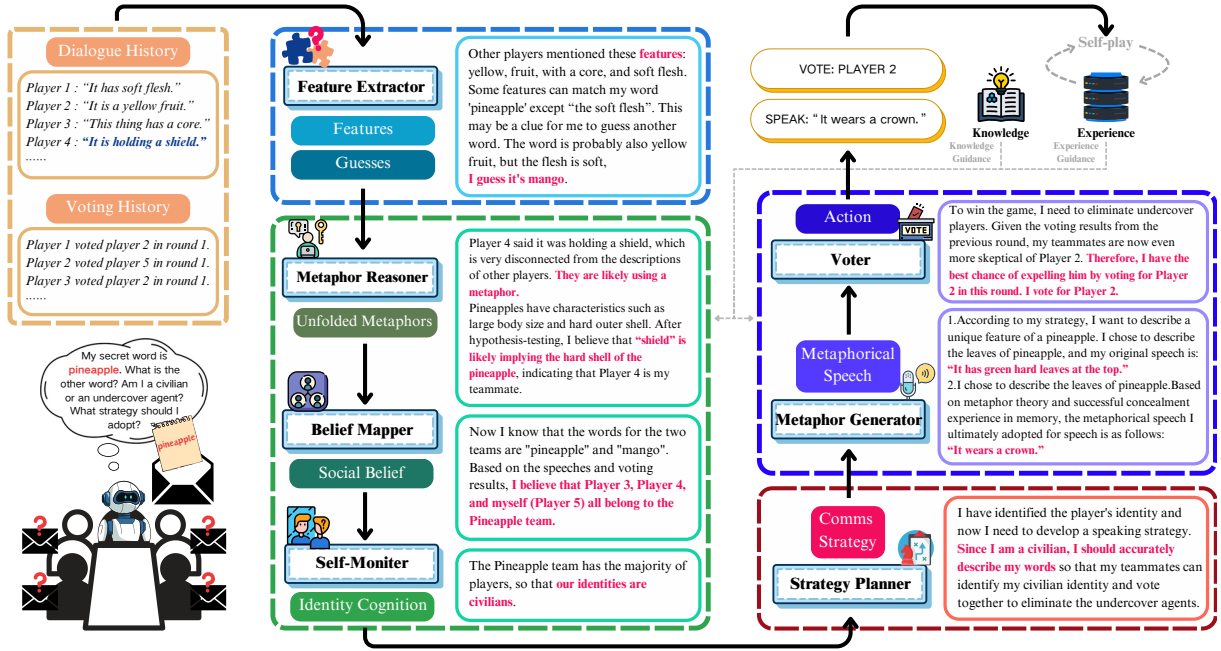 Dialogue History
Player 1 : “It has soft flesh.”
Player 2 : “It is a yellow fruit.”
Player 3 : “This thing has a core.”
Player 4 : “It is holding a shield.”
......
Voting History
Player 1 voted player 2 in round 1.
Player 2 voted player 5 in round 1.
Player 3 voted player 2 in round 1.
......
My secret word is
pineapple. What is
the other word? Am I a civilian
or an undercover agent?
What strategy should I
adopt?
pineapple
?
?
?
?
?
Feature Extractor
Features
Guesses
Other players mentioned these features:
yellow, fruit, with a core, and soft flesh.
Some features can match my word
'pineapple' except “the soft flesh”. This
may be a clue for me to guess another
word. The word is probably also yellow
fruit, but the flesh is soft,
I guess it's mango.
Metaphor Reasoner
Unfolded Metaphors
Player 4 said it was holding a shield, which
is very disconnected from the descriptions
of other players. They are likely using a
metaphor.
Pineapples have characteristics such as
large body size and hard outer shell. After
hypothesis-testing, I believe that “shield” is
likely implying the hard shell of the
pineapple, indicating that Player 4 is my
teammate.
Belief Mapper
Social Belief
Now I know that the words for the two
teams are "pineapple" and "mango".
Based on the speeches and voting
results, I believe that Player 3, Player 4,
and myself (Player 5) all belong to the
Pineapple team.
?
Self-Moniter
Identity Cognition
The Pineapple team has the majority of
players, so that our identities are
civilians.
VOTE: PLAYER 2
SPEAK: “ It wears a crown. ”
Self-play
Knowledge
Knowledge
Guidance
Experience
Experience
Guidance
Action
VOTE
Voter
To win the game, I need to eliminate undercover
players. Given the voting results from the
previous round, my teammates are now even
more skeptical of Player 2. Therefore, I have the
best chance of expelling him by voting for Player
2 in this round. I vote for Player 2.
Metaphorical
Speech
Metaphor Generator
1.According to my strategy, I want to describe a
unique feature of a pineapple. I chose to describe
the leaves of pineapple, and my original speech is:
“It has green hard leaves at the top.”
2.I chose to describe the leaves of pineapple.Based
on metaphor theory and successful concealment
experience in memory, the metaphorical speech I
ultimately adopted for speech is as follows:
“It wears a crown.”
Comms
Strategy
Strategy Planner
I have identified the player's identity and
now I need to develop a speaking strategy.
Since I am a civilian, I should accurately
describe my words so that my teammates can
identify my civilian identity and vote
together to eliminate the undercover agents.